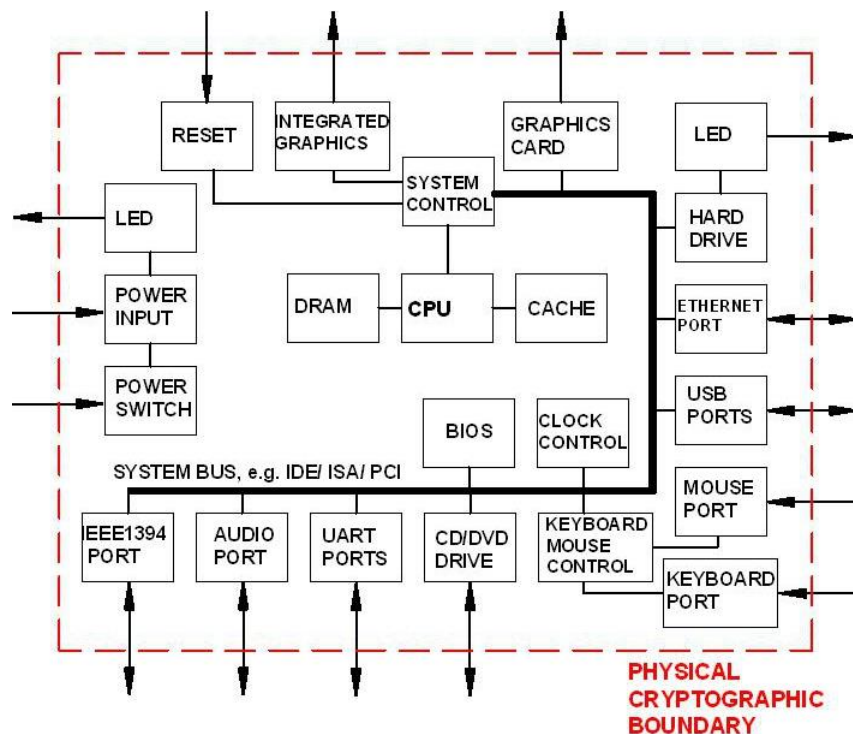 RESET
INTEGRATED
GRAPHICS
GRAPHICS
CARD
LED
SYSTEM
CONTROL
LED
HARD
DRIVE
POWER
INPUT
DRAM
CPU
CACHE
ETHERNET
PORT
POWER
SWITCH
USB
PORTS
BIOS
CLOCK
CONTROL
SYSTEM BUS, e.g. IDE/ ISA/ PCI
MOUSE
PORT
IEEE1394
PORT
AUDIO
PORT
UART
PORTS
CD/DVD
DRIVE
KEYBOARD
MOUSE
CONTROL
KEYBOARD
PORT
PHYSICAL
CRYPTOGRAPHIC
BOUNDARY